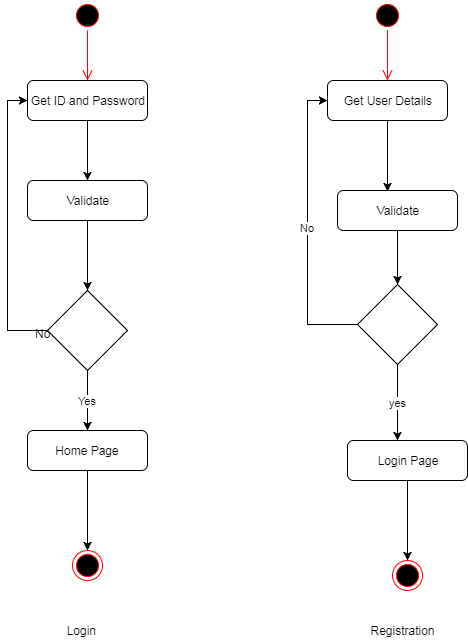 Get ID and Password
Validate
No
Yes
Home Page
Login
Get User Details
No
Validate
yes
Login Page
Registration